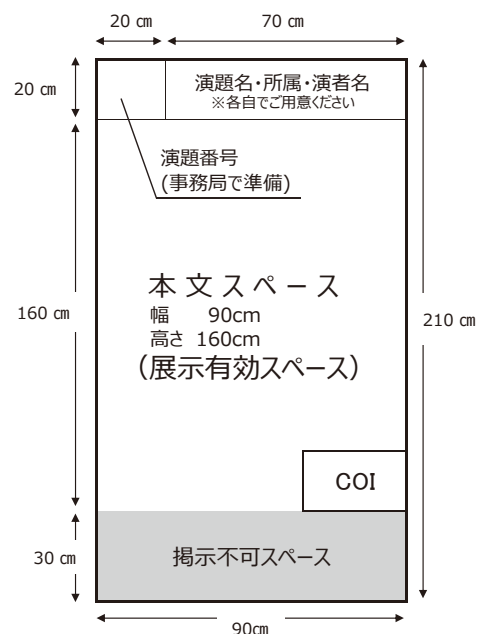 20 ㎝
70 ㎝
20 ㎝
演題名・所属・演者名
※各自でご用意ください
演題番号
(事務局で準備)
本文スペース
幅 90cm
高さ 160cm
(展示有効スペース)
160 ㎝
210 ㎝
COI
30 ㎝
掲示不可スペース
90㎝